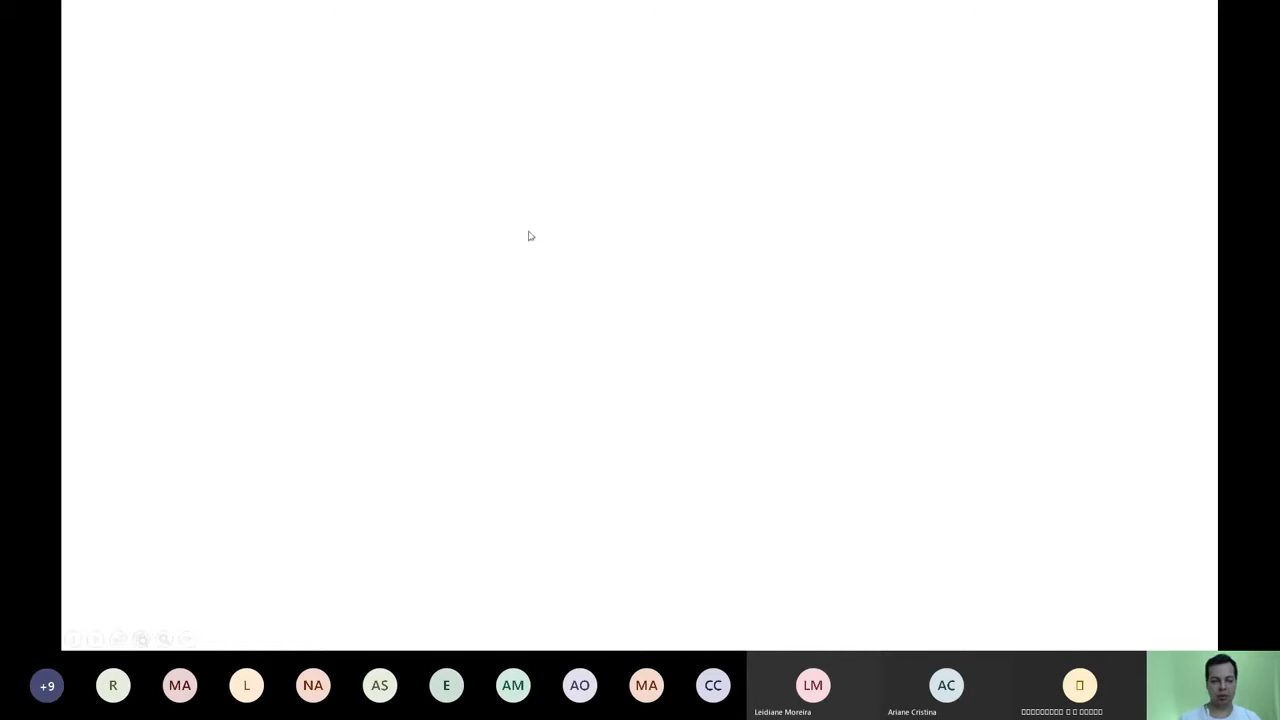 +9
R
MA
L
NA
AS
E
AM
AO
MA
CC
LM
AC
Leidiane Moreira
Ariane Cristina